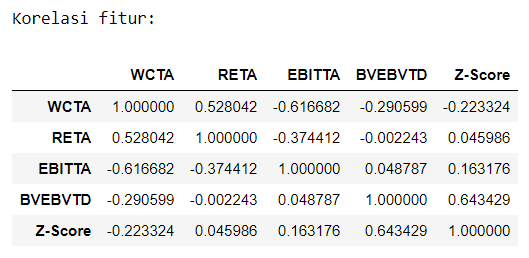 Korelasi fitur:
WCTA RETA EBITTA BVEBVTD Z-Score
WCTA 1.000000 0.528042 -0.616682 -0.290599 -0.223324
RETA 0.528042 1.000000 -0.374412 -0.002243 0.045986
EBITTA -0.616682 -0.374412 1.000000 0.048787 0.163176
BVEBVTD -0.290599 -0.002243 0.048787 1.000000 0.643429
Z-Score -0.223324 0.045986 0.163176 0.643429 1.000000